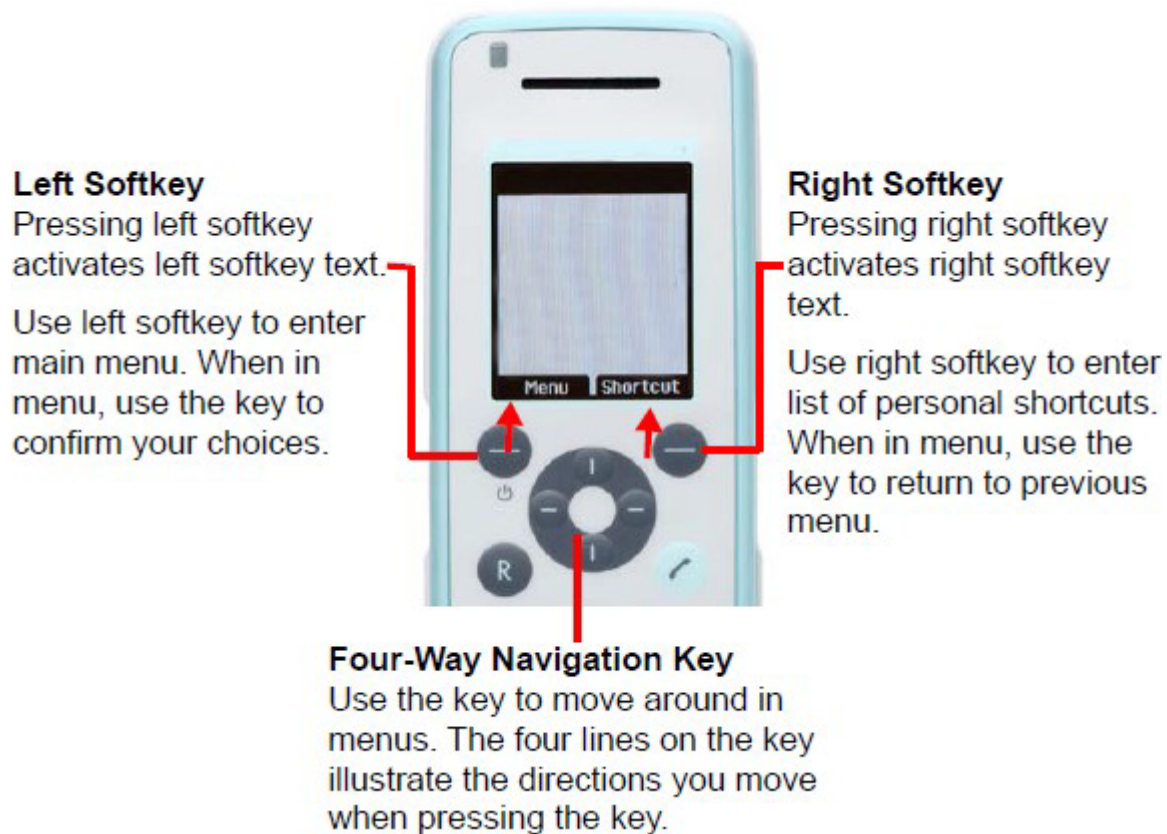 Left Softkey
Pressing left softkey
activates left softkey text.
Use left softkey to enter
main menu. When in
menu, use the key to
confirm your choices.
Right Softkey
Pressing right softkey
activates right softkey
text.
Use right softkey to enter
list of personal shortcuts.
When in menu, use the
key to return to previous
menu.
Menu
Shortcut
R
Four-Way Navigation Key
Use the key to move around in
menus. The four lines on the key
illustrate the directions you move
when pressing the key.